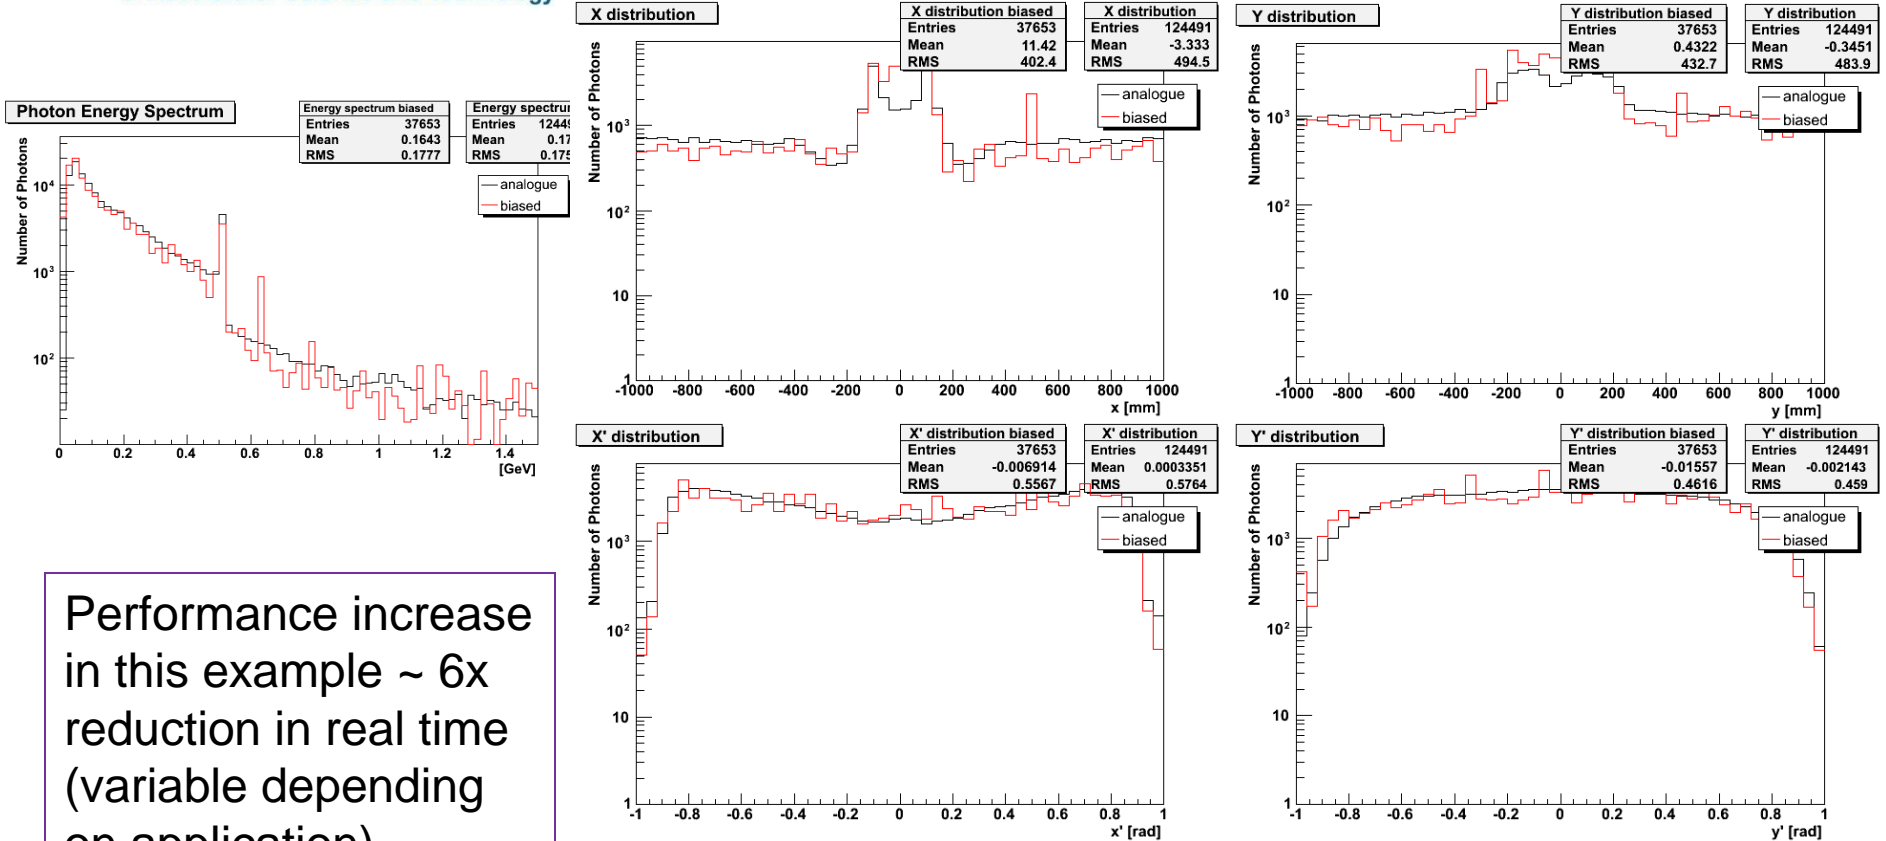 X distribution
X distribution biased
Entries 37653
Mean 11.42
RMS 402.4
X distribution
Entries 124491
Mean -3.333
RMS 494.5
analogue
biased
Number of Photons
10³
10²
10
1
-1000 -800 -600 -400 -200 0 200 400 600 800 1000
x [mm]
Y distribution
Y distribution biased
Entries 37653
Mean 0.4322
RMS 432.7
Y distribution
Entries 124491
Mean -0.3451
RMS 483.9
analogue
biased
Number of Photons
10³
10²
10
1
-1000 -800 -600 -400 -200 0 200 400 600 800 1000
y [mm]
Photon Energy Spectrum
Energy spectrum biased
Entries 37653
Mean 0.1643
RMS 0.1777
Energy spectru
Entries 1244
Mean 0.17
RMS 0.175
analogue
biased
Number of Photons
10⁴
10³
10²
0 0.2 0.4 0.6 0.8 1 1.2 1.4
[GeV]
X' distribution
X' distribution biased
Entries 37653
Mean -0.006914
RMS 0.5567
X' distribution
Entries 124491
Mean 0.0003351
RMS 0.5764
analogue
biased
Number of Photons
10³
10²
10
1
-1 -0.8 -0.6 -0.4 -0.2 0 0.2 0.4 0.6 0.8 1
x' [rad]
Y' distribution
Y' distribution biased
Entries 37653
Mean -0.01557
RMS 0.4616
Y' distribution
Entries 124491
Mean -0.002143
RMS 0.459
analogue
biased
Number of Photons
10³
10²
10
1
-1 -0.8 -0.6 -0.4 -0.2 0 0.2 0.4 0.6 0.8 1
y' [rad]
Performance increase
in this example ~ 6x
reduction in real time
(variable depending
on application)